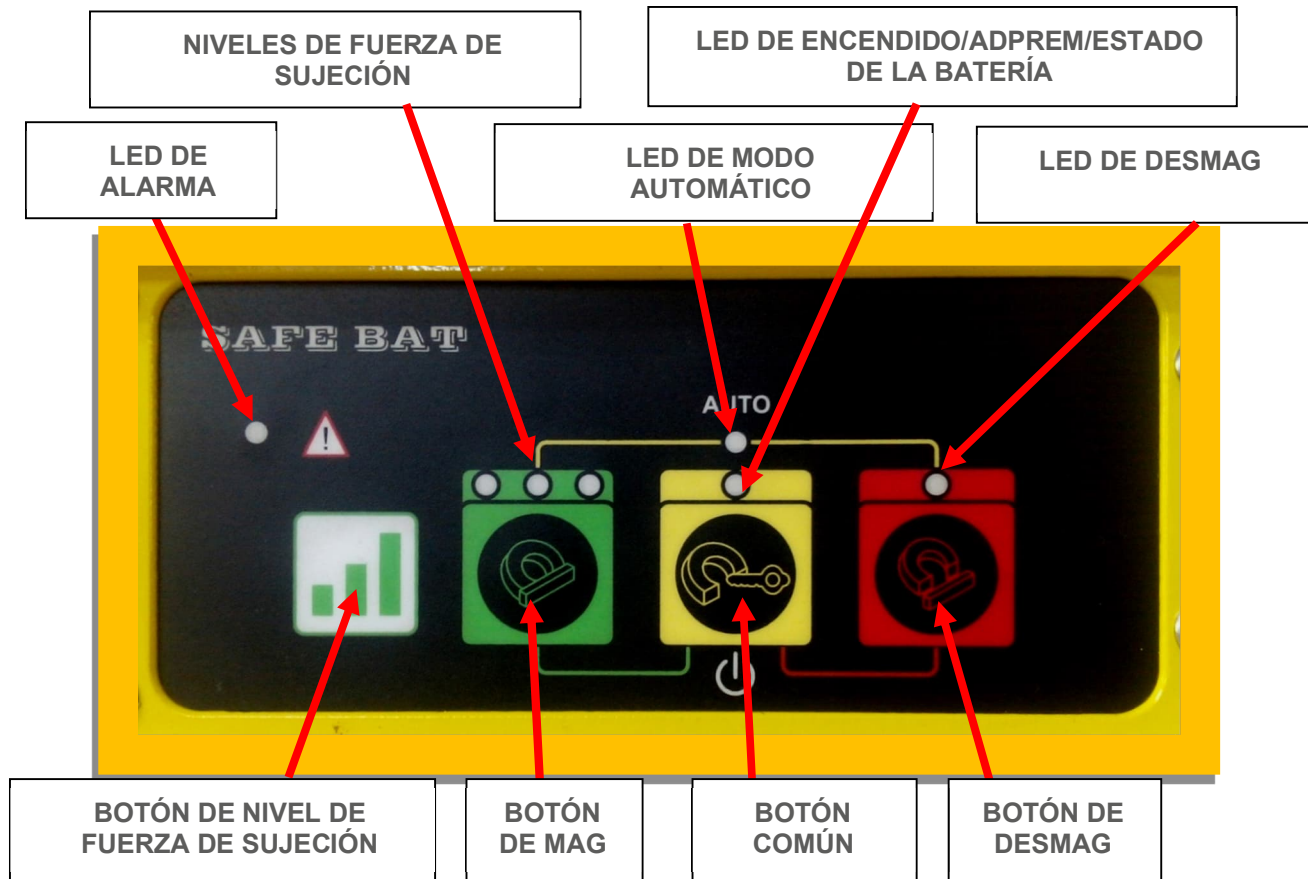 NIVELES DE FUERZA DE
SUJECIÓN
LED DE ENCENDIDO/ADPREM/ESTADO
DE LA BATERÍA
LED DE
ALARMA
LED DE MODO
AUTOMÁTICO
LED DE DESMAG
SAFE BAT
AUTO
BOTÓN DE NIVEL DE
FUERZA DE SUJECIÓN
BOTÓN
DE MAG
BOTÓN
COMÚN
BOTÓN DE
DESMAG